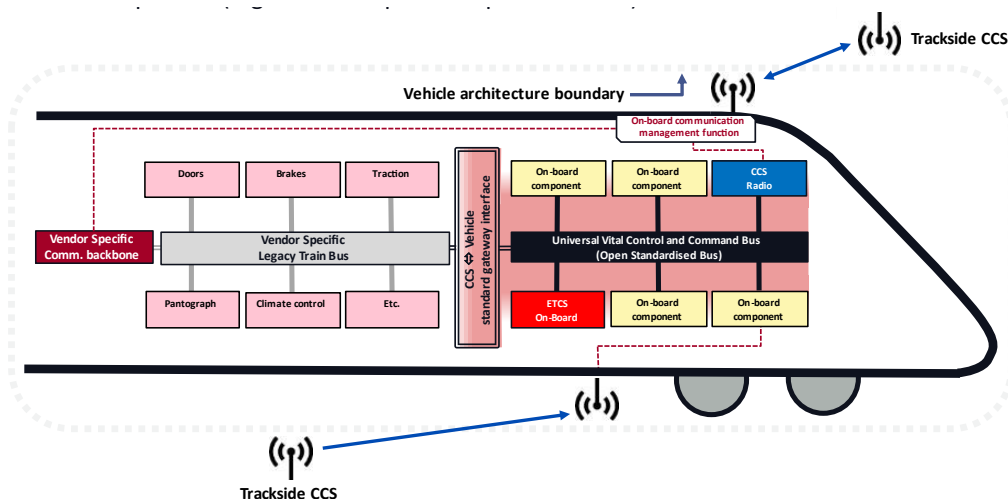 Trackside CCS
Vehicle architecture boundary
On-board communication
management function
Doors
Brakes
Traction
On-board
component
On-board
component
CCS
Radio
Vendor Specific
Comm. backbone
Vendor Specific
Legacy Train Bus
CCS ⇔ Vehicle
standard gateway interface
Universal Vital Control and Command Bus
(Open Standardised Bus)
Pantograph
Climate control
Etc.
ETCS
On-Board
On-board
component
On-board
component
Trackside CCS